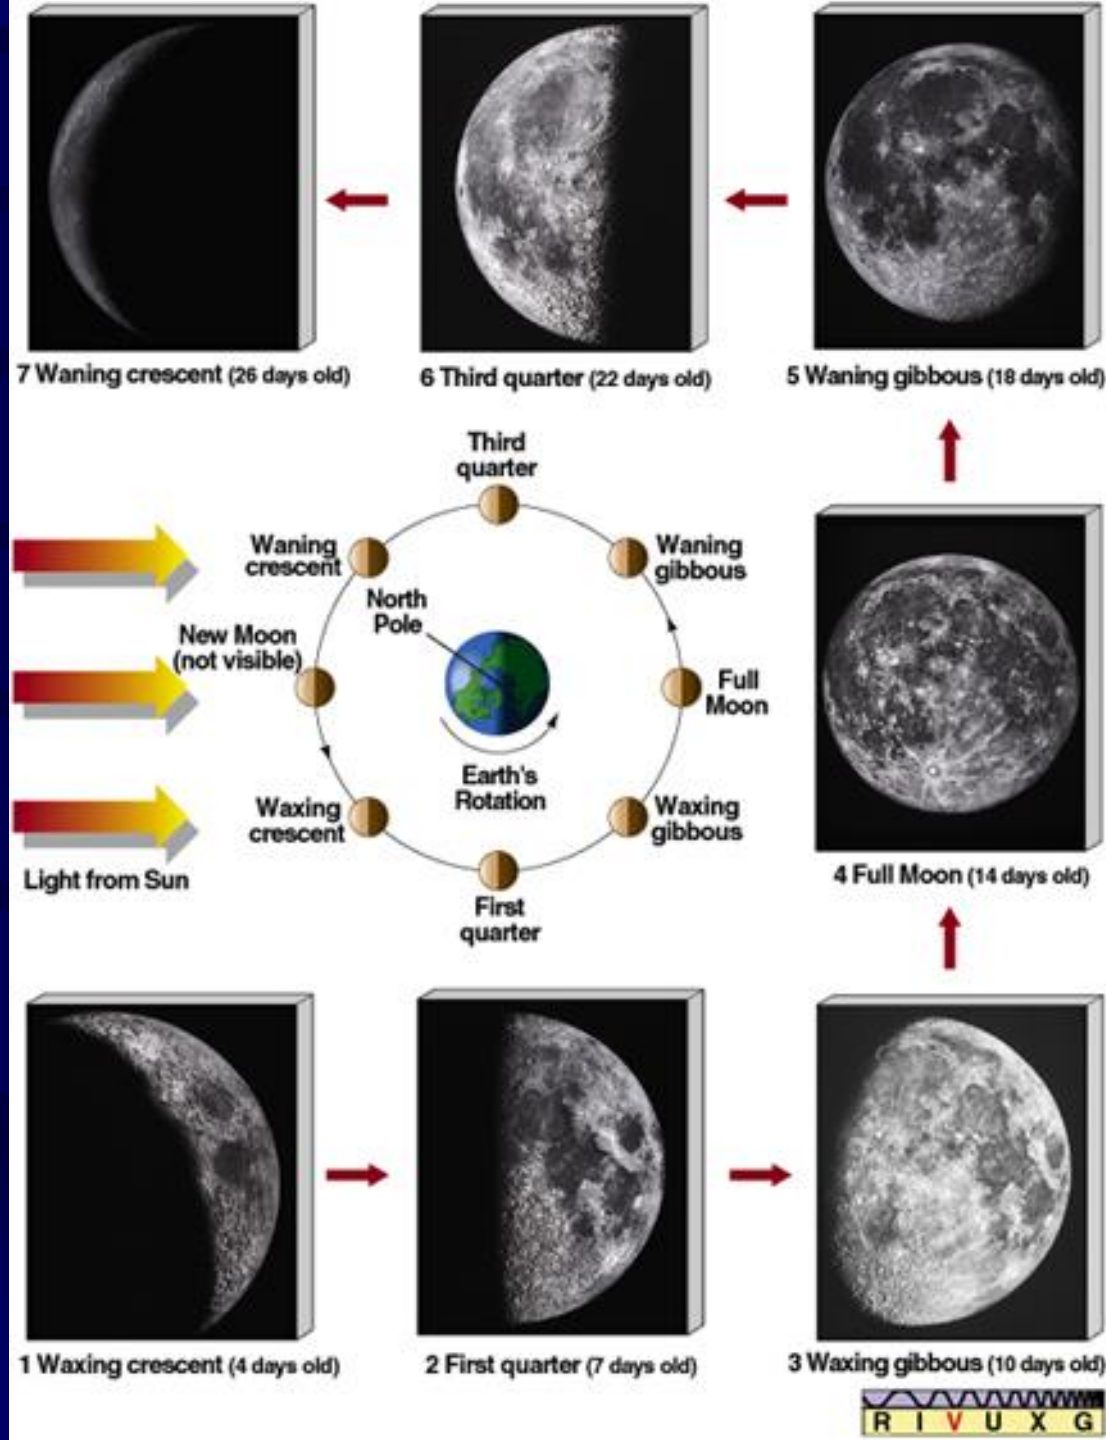 7 Waning crescent (26 days old)
6 Third quarter (22 days old)
5 Waning gibbous (18 days old)
Third
quarter
Waning
crescent
Waning
gibbous
North
Pole
New Moon
(not visible)
Full
Moon
Earth's
Rotation
Waxing
crescent
Waxing
gibbous
Light from Sun
First
quarter
4 Full Moon (14 days old)
1 Waxing crescent (4 days old)
2 First quarter (7 days old)
3 Waxing gibbous (10 days old)
R I V U X G